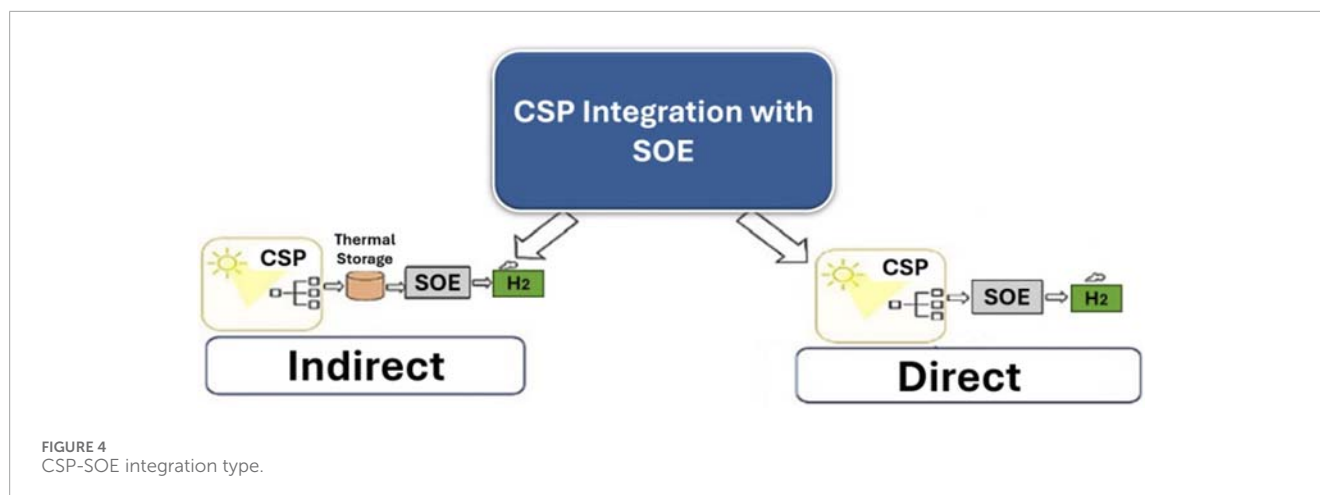 CSP Integration with
SOE
Thermal
Storage
CSP
SOE
H2
Indirect
CSP
SOE
H2
Direct
FIGURE 4
CSP-SOE integration type.